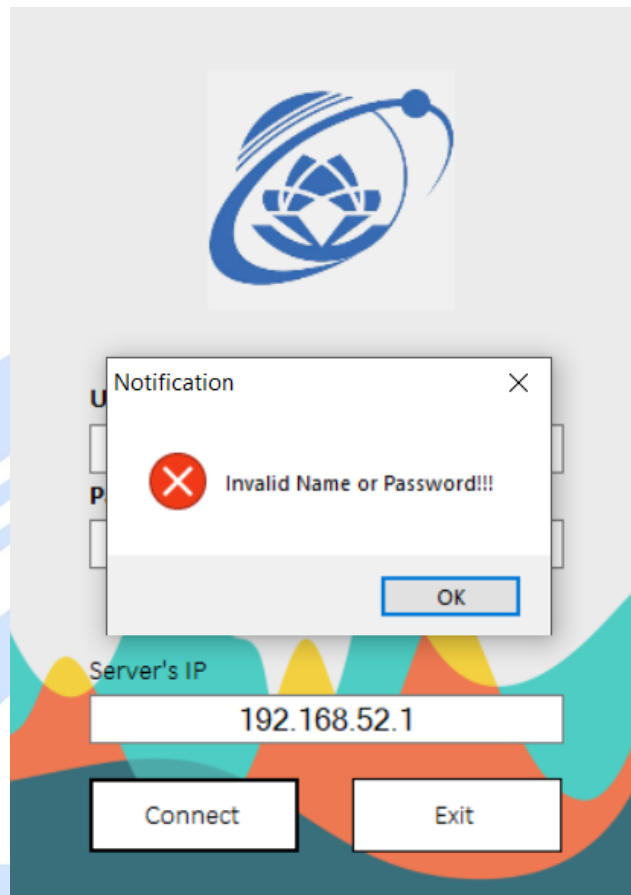 Notification
U
Invalid Name or Password!!!
P
OK
Server's IP
192.168.52.1
Connect
Exit